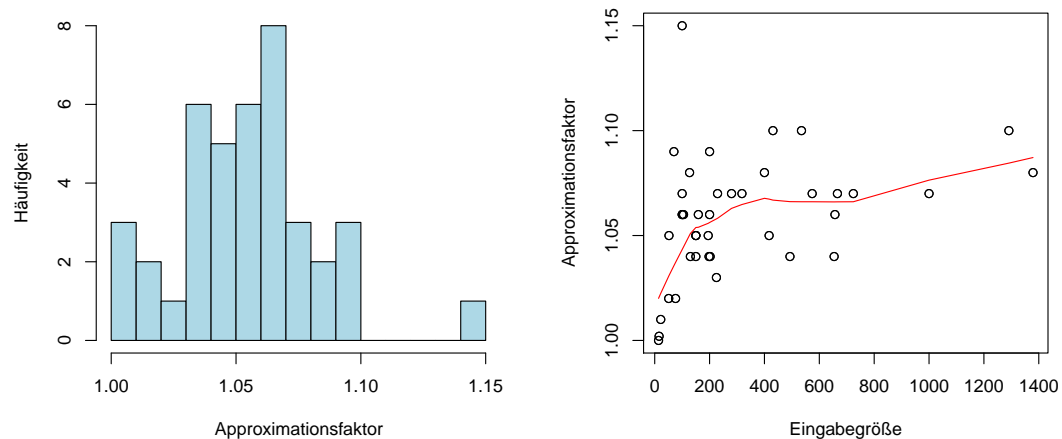 8
6
4
2
0
Häufigkeit
1.00 1.05 1.10 1.15
Approximationsfaktor
1.15
1.10
1.05
1.00
Approximationsfaktor
0 200 400 600 800 1000 1200 1400
Eingabegröße